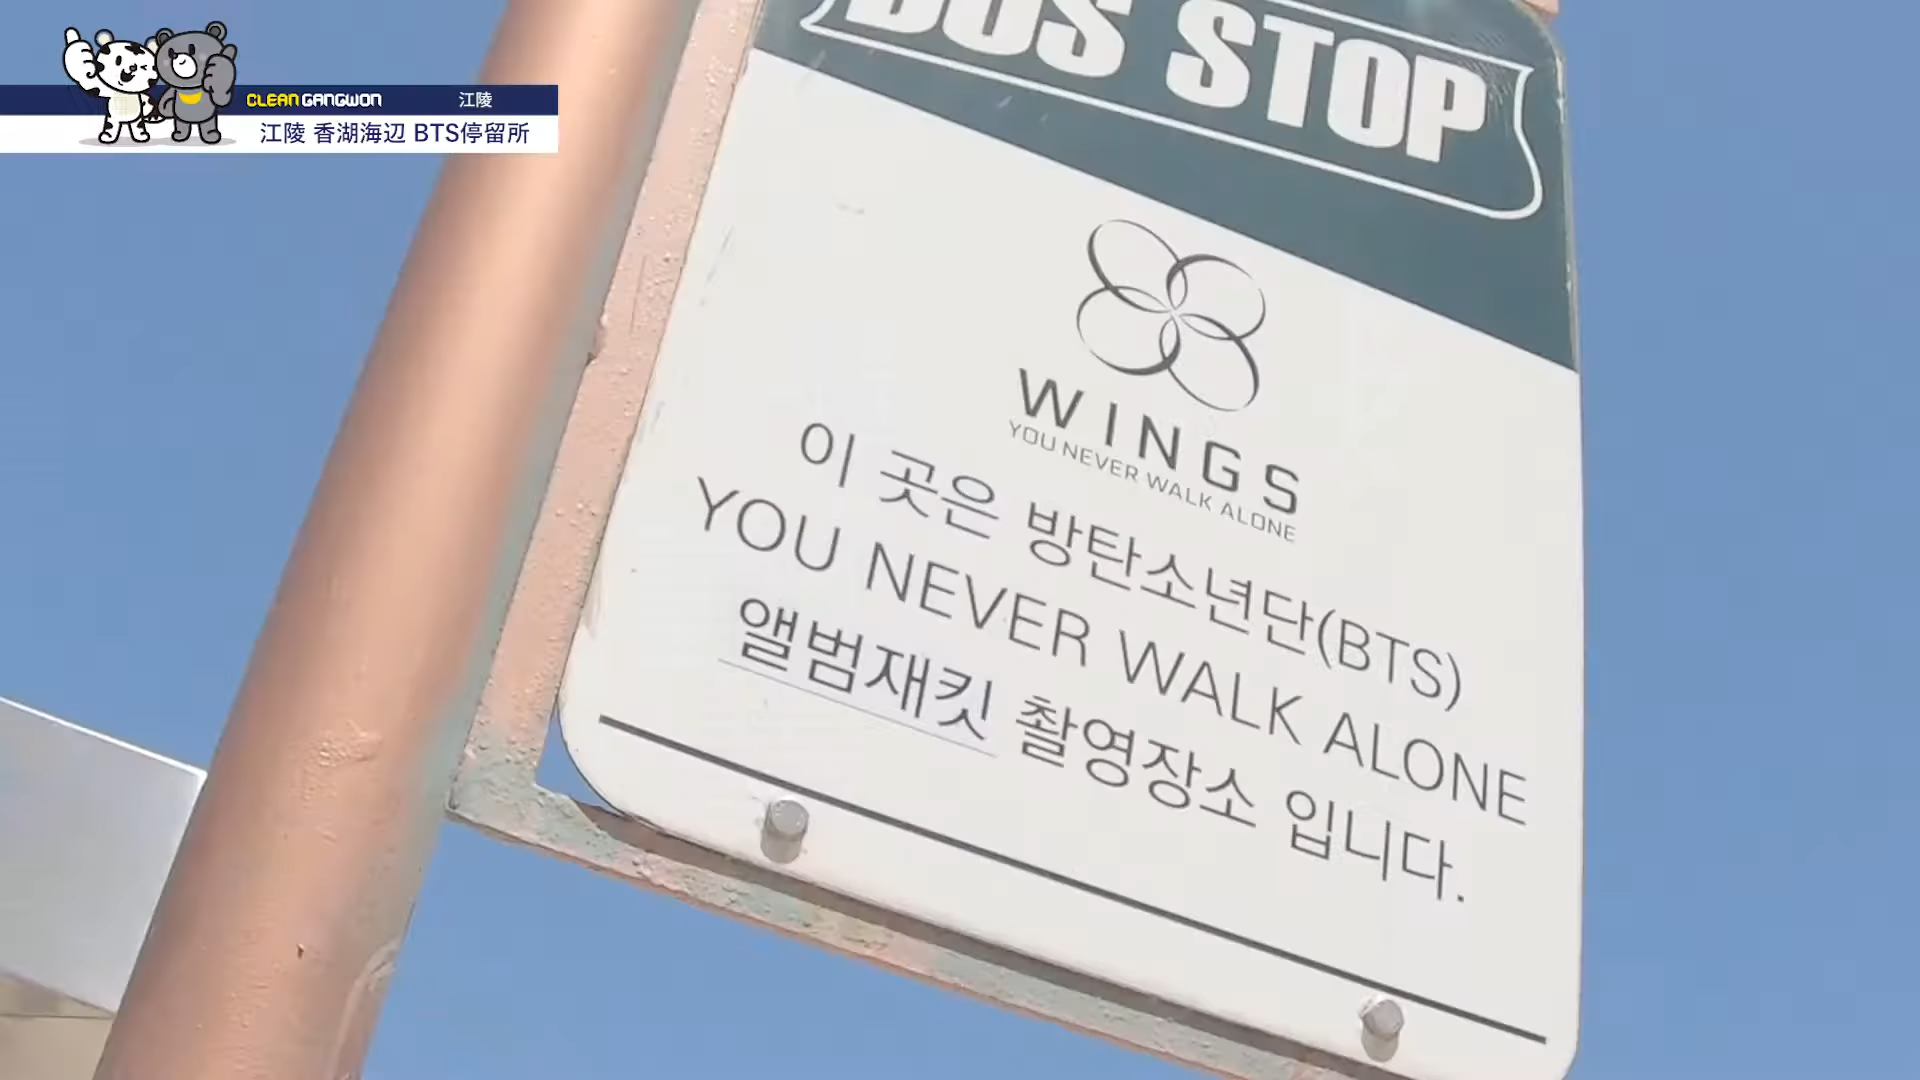 CLEAN GANGWON 江陵
江陵 香湖海辺 BTS停留所
BUS STOP
WINGS
YOU NEVER WALK ALONE
이 곳은 방탄소년단(BTS)
YOU NEVER WALK ALONE
앨범재킷 촬영장소 입니다.